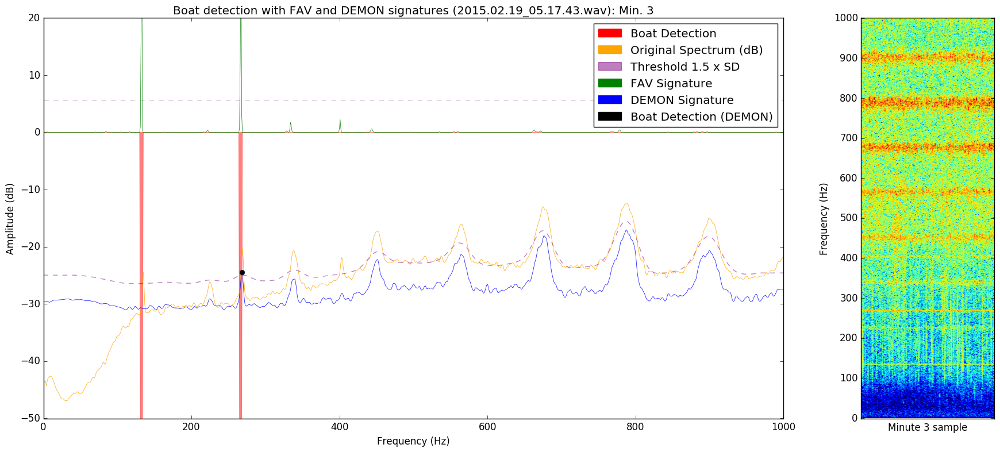 Boat detection with FAV and DEMON signatures (2015.02.19_05.17.43.wav): Min. 3
20
10
0
−10
−20
−30
−40
−50
Amplitude (dB)
0 200 400 600 800 1000
Frequency (Hz)
Boat Detection
Original Spectrum (dB)
Threshold 1.5 x SD
FAV Signature
DEMON Signature
Boat Detection (DEMON)
1000
900
800
700
600
500
400
300
200
100
0
Frequency (Hz)
Minute 3 sample